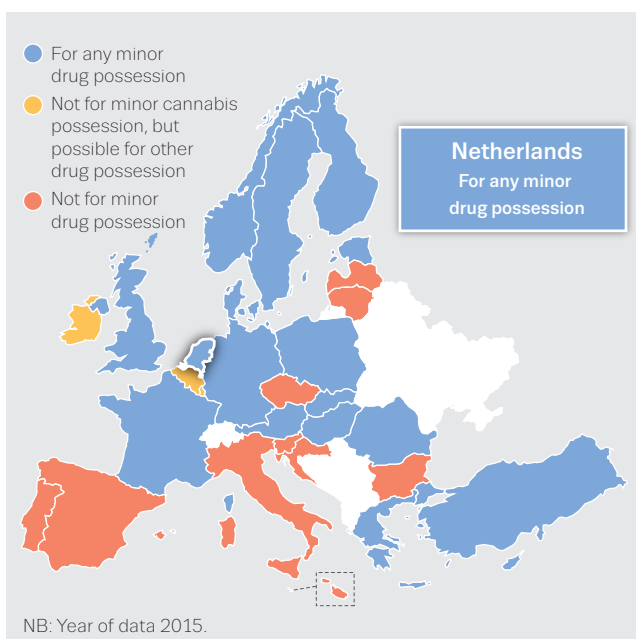 For any minor
drug possession
Not for minor cannabis
possession, but
possible for other
drug possession
Not for minor
drug possession
Netherlands
For any minor
drug possession
NB: Year of data 2015.